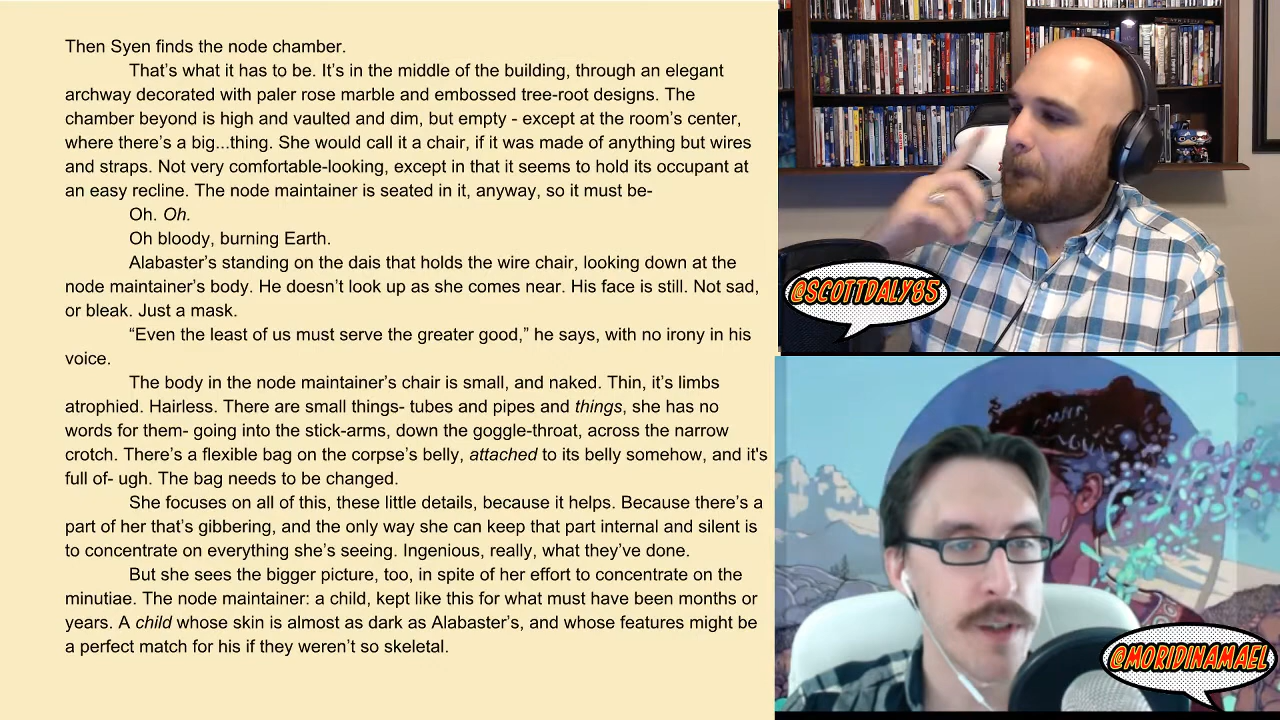 Then Syen finds the node chamber.
That's what it has to be. It's in the middle of the building, through an elegant
archway decorated with paler rose marble and embossed tree-root designs. The
chamber beyond is high and vaulted and dim, but empty - except at the room's center,
where there's a big...thing. She would call it a chair, if it was made of anything but wires
and straps. Not very comfortable-looking, except in that it seems to hold its occupant at
an easy recline. The node maintainer is seated in it, anyway, so it must be-
Oh. Oh.
Oh bloody, burning Earth.
Alabaster's standing on the dais that holds the wire chair, looking down at the
node maintainer's body. He doesn't look up as she comes near. His face is still. Not sad,
or bleak. Just a mask.
“Even the least of us must serve the greater good,” he says, with no irony in his
voice.
The body in the node maintainer's chair is small, and naked. Thin, it's limbs
atrophied. Hairless. There are small things- tubes and pipes and things, she has no
words for them- going into the stick-arms, down the goggle-throat, across the narrow
crotch. There's a flexible bag on the corpse's belly, attached to its belly somehow, and it's
full of- ugh. The bag needs to be changed.
She focuses on all of this, these little details, because it helps. Because there's a
part of her that's gibbering, and the only way she can keep that part internal and silent is
to concentrate on everything she's seeing. Ingenious, really, what they've done.
But she sees the bigger picture, too, in spite of her effort to concentrate on the
minutiae. The node maintainer: a child, kept like this for what must have been months or
years. A child whose skin is almost as dark as Alabaster's, and whose features might be
a perfect match for his if they weren't so skeletal.
@SCOTTDALY85
@MORIDINAMAEL